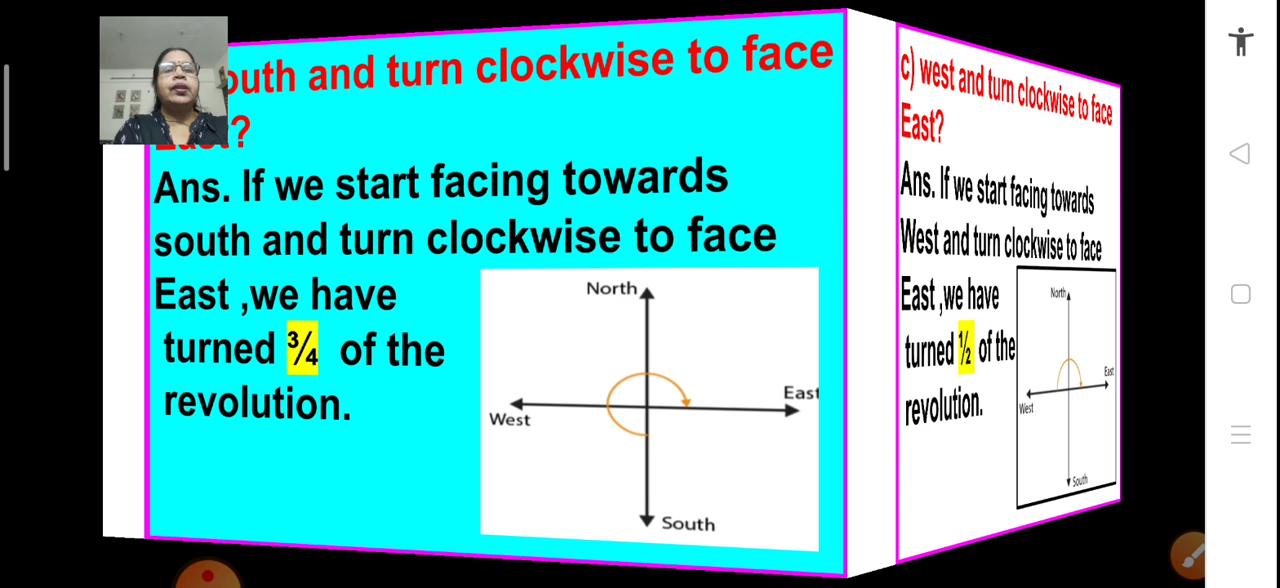 outh and turn clockwise to face
East?
Ans. If we start facing towards
south and turn clockwise to face
East ,we have
turned ¾ of the
revolution.
North
East
West
South
c) west and turn clockwise to face
East?
Ans. If we start facing towards
West and turn clockwise to face
East ,we have
turned ½ of the
revolution.
North
East
West
South